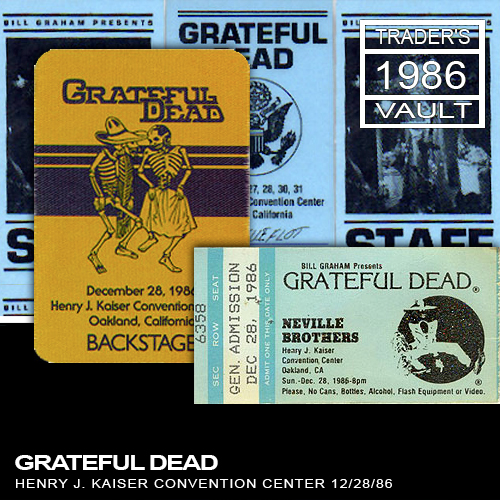 BILL GRAHAM PRESENTS
GRATEFUL
DEAD
27, 28, 30, 31
Convention Center
California
STAFF
TRADER'S
1986
VAULT
GRATEFUL
DEAD
December 28, 1986
Henry J. Kaiser Convention
Oakland, California
BACKSTAGE
6358
SEC ROW SEAT
GEN ADMISSION
DEC 28, 1986
ADMIT ONE THIS DATE ONLY
BILL GRAHAM Presents
GRATEFUL DEAD®
NEVILLE
BROTHERS
Henry J. Kaiser
Convention Center
Oakland, CA
Sun.-Dec. 28, 1986-8pm
Please, No Cans, Bottles, Alcohol, Flash Equipment or Video.
GRATEFUL DEAD
HENRY J. KAISER CONVENTION CENTER 12/28/86